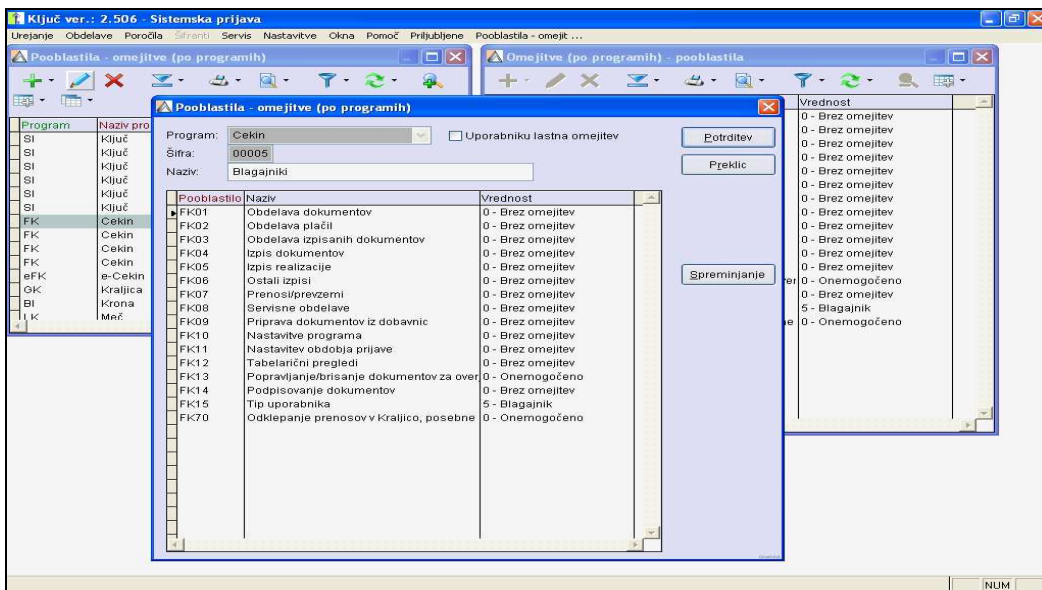 Ključ ver.: 2.506 - Sistemska prijava
Urejanje Obdelave Poročila Šifranti Servis Nastavitve Okna Pomoč Priljubljene Pooblastila - omejit ...
Pooblastila - omejitve (po programih)
Program Naziv pro
SI Ključ
SI Ključ
SI Ključ
SI Ključ
SI Ključ
SI Ključ
FK Cekin
FK Cekin
FK Cekin
FK Cekin
eFK e-Cekin
GK Kraljica
BI Krona
LK Meč
Omejitve (po programih) - pooblastila
Vrednost
0 - Brez omejitev
0 - Brez omejitev
0 - Brez omejitev
0 - Brez omejitev
0 - Brez omejitev
0 - Brez omejitev
0 - Brez omejitev
0 - Brez omejitev
0 - Brez omejitev
0 - Brez omejitev
0 - Brez omejitev
0 - Brez omejitev
0 - Onemogočeno
0 - Brez omejitev
5 - Blagajnik
0 - Onemogočeno
Pooblastila - omejitve (po programih)
Program: Cekin Uporabniku lastna omejitev Potrditev
Šifra: 00005
Naziv: Blagajniki Preklic
Pooblastilo Naziv Vrednost
FK01 Obdelava dokumentov 0 - Brez omejitev
FK02 Obdelava plačil 0 - Brez omejitev
FK03 Obdelava izpisanih dokumentov 0 - Brez omejitev
FK04 Izpis dokumentov 0 - Brez omejitev
FK05 Izpis realizacije 0 - Brez omejitev
FK06 Ostali izpisi 0 - Brez omejitev
Spreminjanje
FK07 Prenosi/prevzemi 0 - Brez omejitev
FK08 Servisne obdelave 0 - Brez omejitev
FK09 Priprava dokumentov iz dobavnic 0 - Brez omejitev
FK10 Nastavitve programa 0 - Brez omejitev
FK11 Nastavitev obdobja prijave 0 - Brez omejitev
FK12 Tabelarični pregledi 0 - Brez omejitev
FK13 Popravljanje/brisanje dokumentov za over 0 - Onemogočeno
FK14 Podpisovanje dokumentov 0 - Brez omejitev
FK15 Tip uporabnika 5 - Blagajnik
FK70 Odklepanje prenosov v Kraljico, posebne 0 - Onemogočeno
NUM